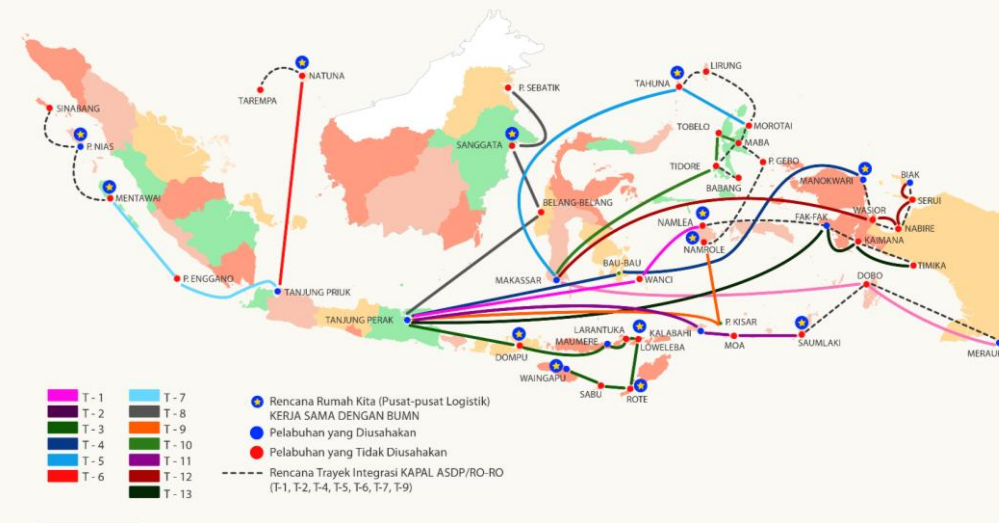 NATUNA
TAREMPA
SINABANG
P. NIAS
MENTAWAI
P. ENGGANO
TANJUNG PRIUK
TANJUNG PERAK
P. SEBATIK
SANGGATA
BELANG-BELANG
MAKASSAR
BAU-BAU
WANCI
TAHUNA
LIRUNG
TOBELO
MOROTAI
MABA
TIDORE
P. GEBO
BABANG
MANOKWARI
BIAK
SERUI
WASIOR
NABIRE
FAK-FAK
KAIMANA
TIMIKA
NAMLEA
NAMROLE
DOBO
MERAU
P. KISAR
MOA
SAUMLAKI
LARANTUKA
KALABAHI
MAUMERE
LOWELEBA
DOMPU
WAINGAPU
SABU
ROTE
T - 1
T - 2
T - 3
T - 4
T - 5
T - 6
T - 7
T - 8
T - 9
T - 10
T - 11
T - 12
T - 13
Rencana Rumah Kita (Pusat-pusat Logistik)
KERJA SAMA DENGAN BUMN
Pelabuhan yang Diusahakan
Pelabuhan yang Tidak Diusahakan
Rencana Trayek Integrasi KAPAL ASDP/RO-RO
(T-1, T-2, T-4, T-5, T-6, T-7, T-9)